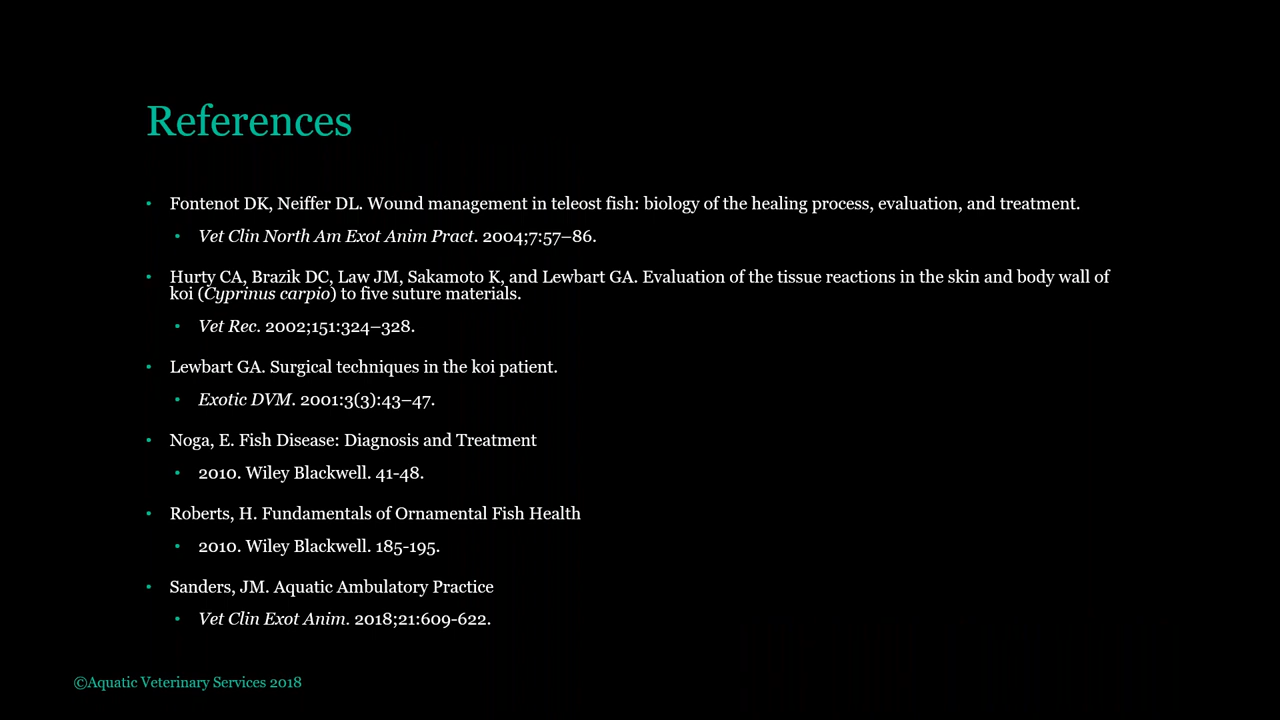 References
• Fontenot DK, Neiffer DL. Wound management in teleost fish: biology of the healing process, evaluation, and treatment.
• Vet Clin North Am Exot Anim Pract. 2004;7:57–86.
• Hurty CA, Brazik DC, Law JM, Sakamoto K, and Lewbart GA. Evaluation of the tissue reactions in the skin and body wall of
koi (Cyprinus carpio) to five suture materials.
• Vet Rec. 2002;151:324–328.
• Lewbart GA. Surgical techniques in the koi patient.
• Exotic DVM. 2001:3(3):43–47.
• Noga, E. Fish Disease: Diagnosis and Treatment
• 2010. Wiley Blackwell. 41-48.
• Roberts, H. Fundamentals of Ornamental Fish Health
• 2010. Wiley Blackwell. 185-195.
• Sanders, JM. Aquatic Ambulatory Practice
• Vet Clin Exot Anim. 2018;21:609-622.
©Aquatic Veterinary Services 2018